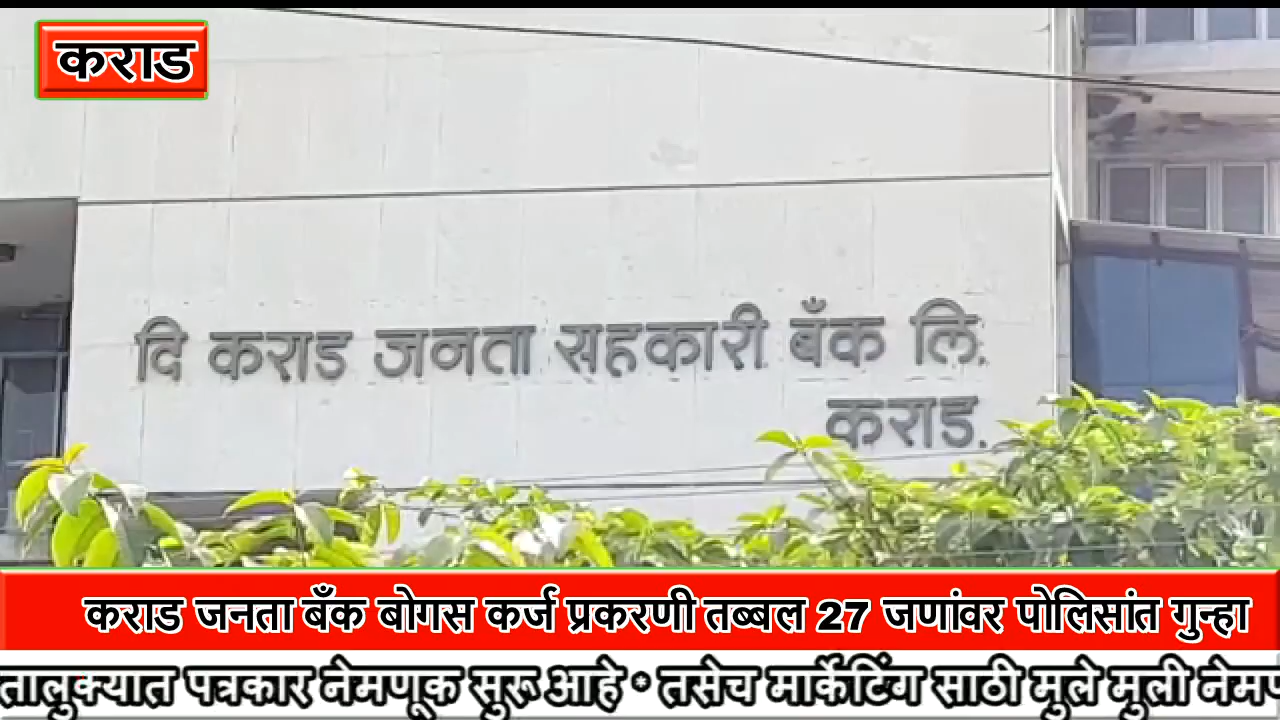 कराड
दि कराड जनता सहकारी बँक लि.
कराड.
कराड जनता बँक बोगस कर्ज प्रकरणी तब्बल 27 जणांवर पोलिसांत गुन्हा
तालुक्यात पत्रकार नेमणूक सुरू आहे * तसेच मार्केटिंग साठी मुले मुली